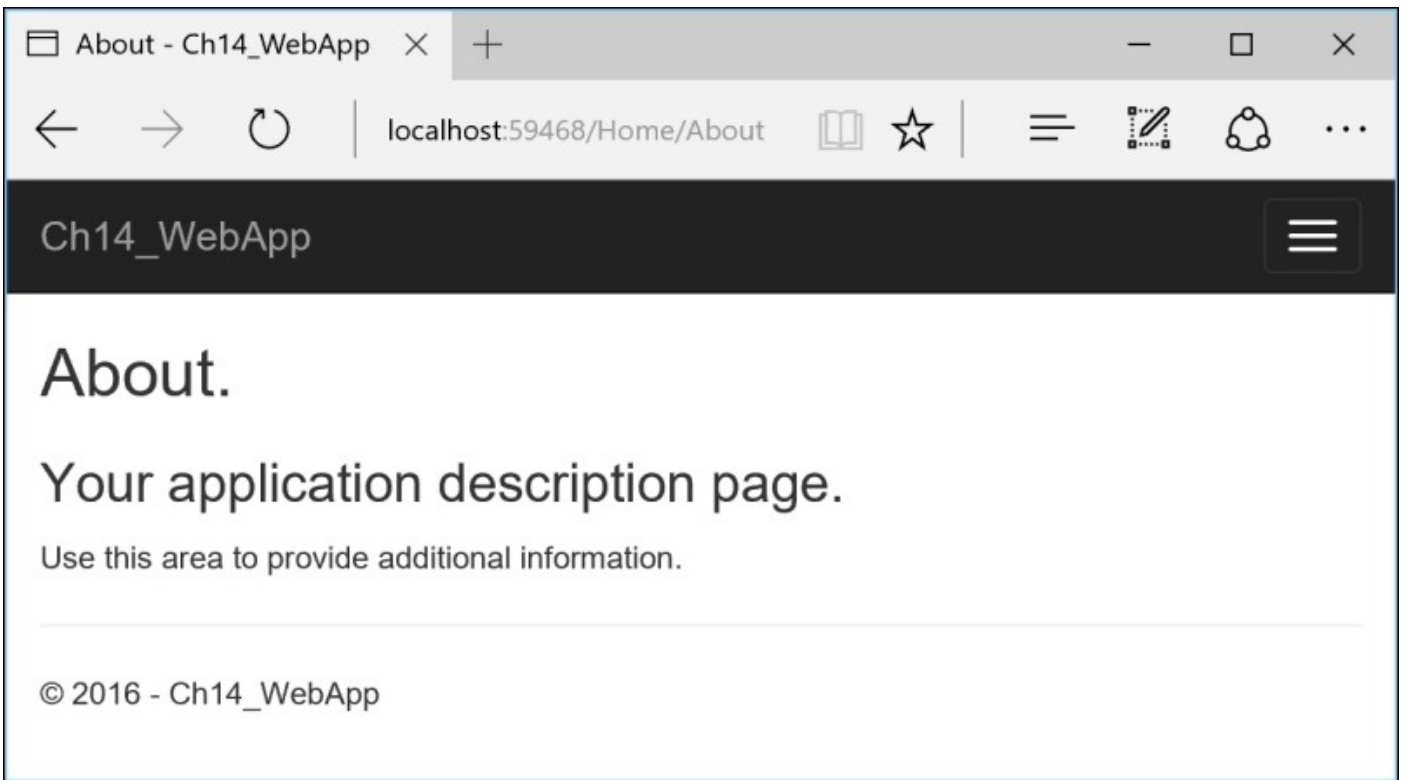 About - Ch14_WebApp
localhost:59468/Home/About
Ch14_WebApp
About.
Your application description page.
Use this area to provide additional information.
© 2016 - Ch14_WebApp